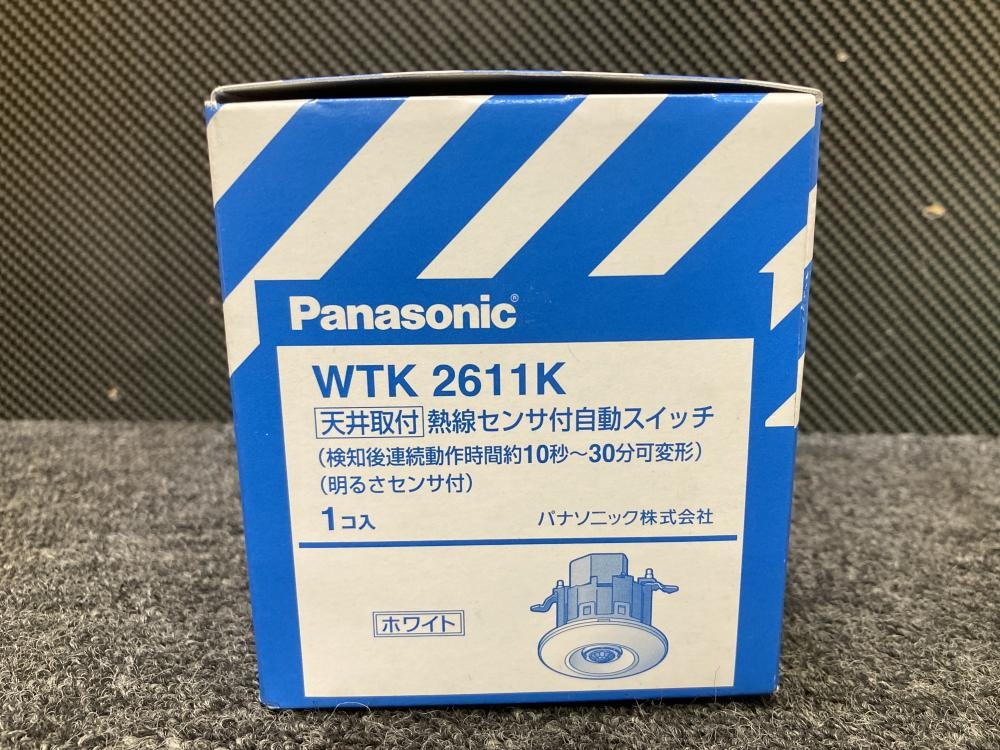 Panasonic®
WTK 2611K
天井取付 熱線センサ付自動スイッチ
（検知後連続動作時間約10秒～30分可変形）
（明るさセンサ付）
1コ入 パナソニック株式会社
ホワイト